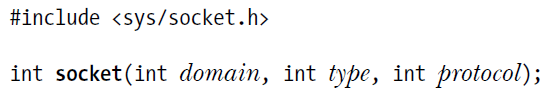 #include <sys/socket.h>
int socket(int domain, int type, int protocol);